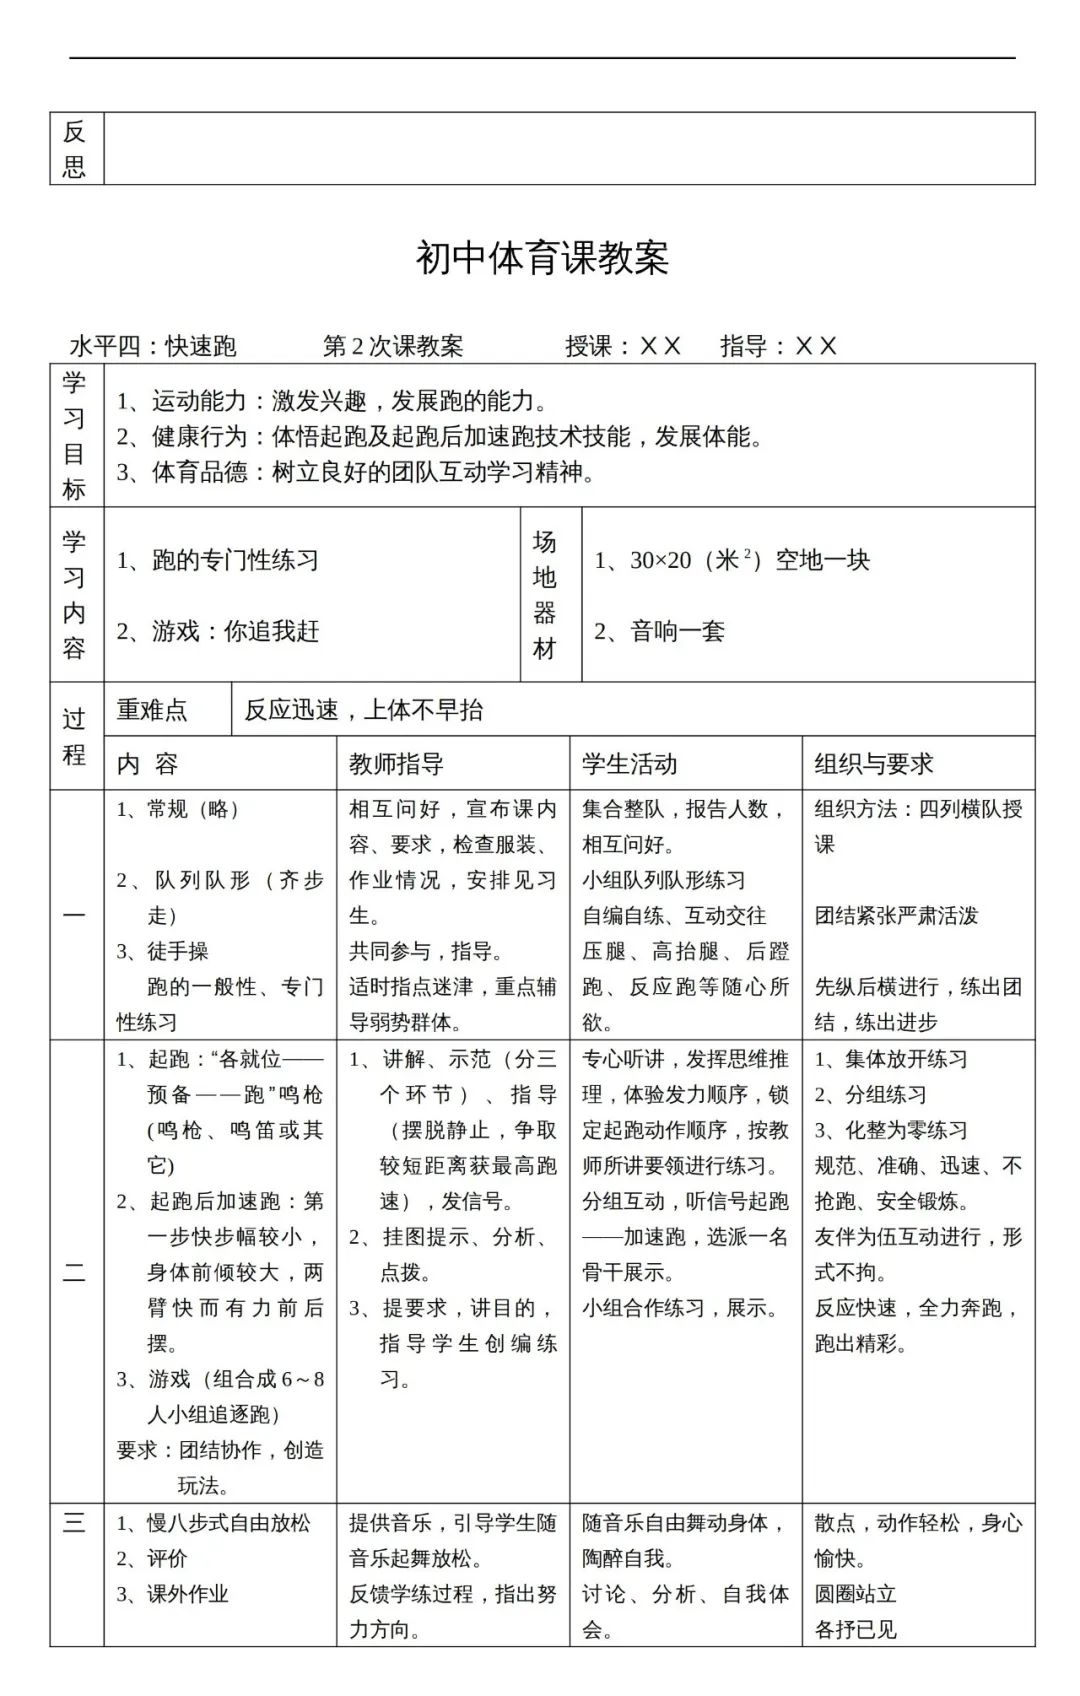 反
思
初中体育课教案
水平四：快速跑 第2次课教案 授课：ⅩⅩ 指导：ⅩⅩ
学
习
目
标
1、运动能力：激发兴趣，发展跑的能力。
2、健康行为：体悟起跑及起跑后加速跑技术技能，发展体能。
3、体育品德：树立良好的团队互动学习精神。
学
习
内
容
1、跑的专门性练习
2、游戏：你追我赶
场
地
器
材
1、30×20（米²）空地一块
2、音响一套
过
程
重难点
反应迅速，上体不早抬
内 容
教师指导
学生活动
组织与要求
一
1、常规（略）
2、队列队形（齐步
走）
3、徒手操
跑的一般性、专门
性练习
相互问好，宣布课内
容、要求，检查服装、
作业情况，安排见习
生。
共同参与，指导。
适时指点迷津，重点辅
导弱势群体。
集合整队，报告人数，
相互问好。
小组队列队形练习
自编自练、互动交往
压腿、高抬腿、后蹬
跑、反应跑等随心所
欲。
组织方法：四列横队授
课
团结紧张严肃活泼
先纵后横进行，练出团
结，练出进步
二
1、起跑：“各就位——
预备——跑”鸣枪
(鸣枪、鸣笛或其
它)
2、起跑后加速跑：第
一步快步幅较小，
身体前倾较大，两
臂快而有力前后
摆。
3、游戏（组合成6～8
人小组追逐跑）
要求：团结协作，创造
玩法。
1、讲解、示范（分三
个环节）、指导
（摆脱静止，争取
较短距离获最高跑
速），发信号。
2、挂图提示、分析、
点拨。
3、提要求，讲目的，
指导学生创编练
习。
专心听讲，发挥思维推
理，体验发力顺序，锁
定起跑动作顺序，按教
师所讲要领进行练习。
分组互动，听信号起跑
——加速跑，选派一名
骨干展示。
小组合作练习，展示。
1、集体放开练习
2、分组练习
3、化整为零练习
规范、准确、迅速、不
抢跑、安全锻炼。
友伴为伍互动进行，形
式不拘。
反应快速，全力奔跑，
跑出精彩。
三
1、慢八步式自由放松
2、评价
3、课外作业
提供音乐，引导学生随
音乐起舞放松。
反馈学练过程，指出努
力方向。
随音乐自由舞动身体，
陶醉自我。
讨论、分析、自我体
会。
散点，动作轻松，身心
愉快。
圆圈站立
各抒已见